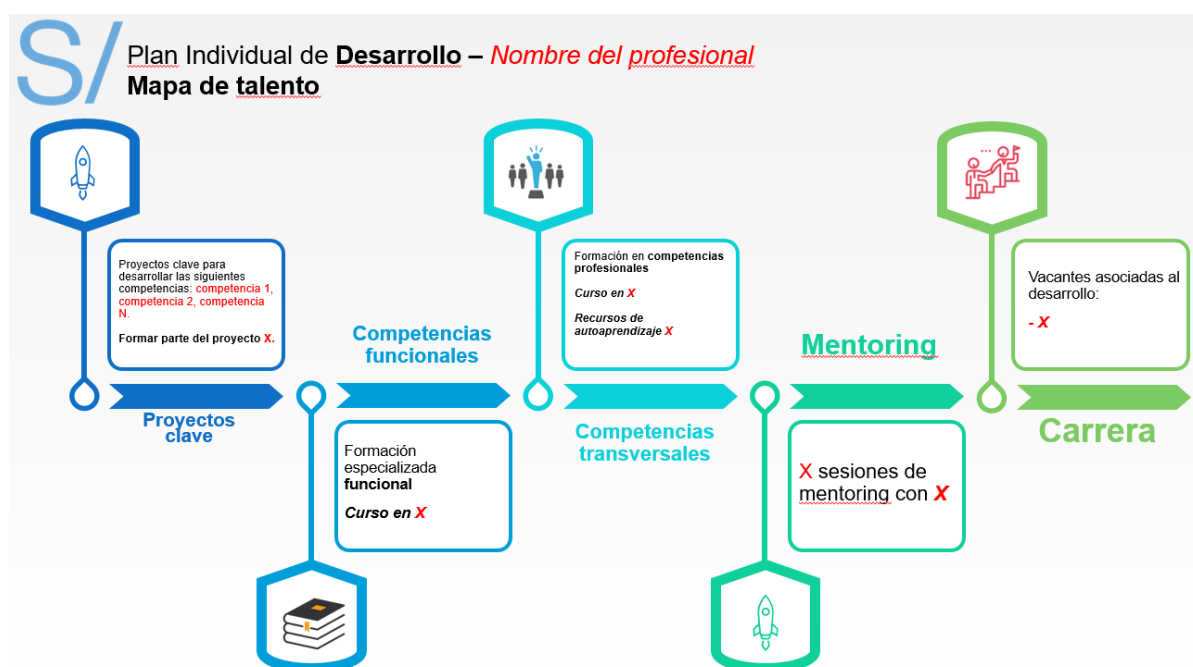 S/
Plan Individual de Desarrollo – Nombre del profesional
Mapa de talento
Proyectos clave para
desarrollar las siguientes
competencias: competencia 1,
competencia 2, competencia
N.
Formar parte del proyecto X.
Proyectos
clave
Competencias
funcionales
Formación
especializada
funcional
Curso en X
Formación en competencias
profesionales
Curso en X
Recursos de
autoaprendizaje X
Competencias
transversales
Mentoring
X sesiones de
mentoring con X
Vacantes asociadas al
desarrollo:
- X
Carrera